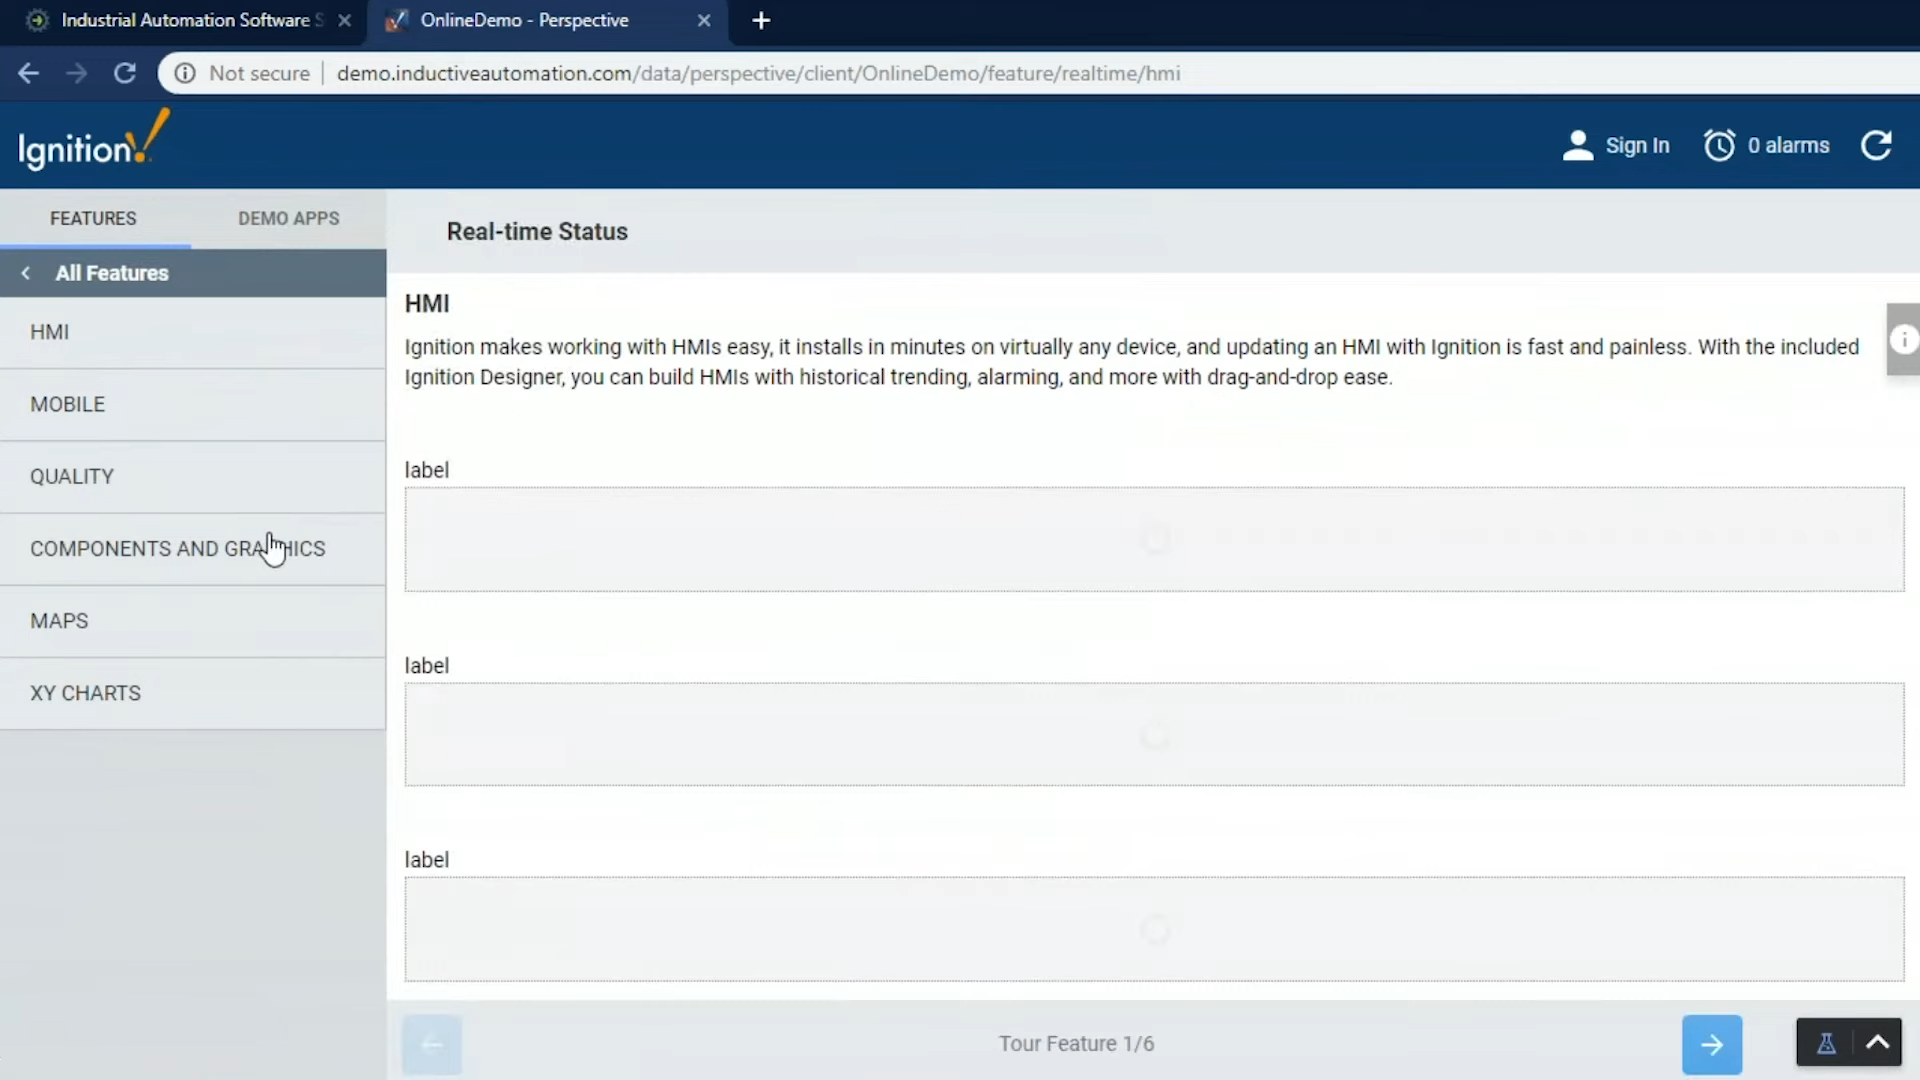 Industrial Automation Software S
OnlineDemo - Perspective
Not secure
demo.inductiveautomation.com/data/perspective/client/OnlineDemo/feature/realtime/hmi
Ignition!
Sign In
0 alarms
FEATURES
DEMO APPS
Real-time Status
All Features
HMI
MOBILE
QUALITY
COMPONENTS AND GRAPHICS
MAPS
XY CHARTS
HMI
Ignition makes working with HMIs easy, it installs in minutes on virtually any device, and updating an HMI with Ignition is fast and painless. With the included
Ignition Designer, you can build HMIs with historical trending, alarming, and more with drag-and-drop ease.
label
label
label
Tour Feature 1/6